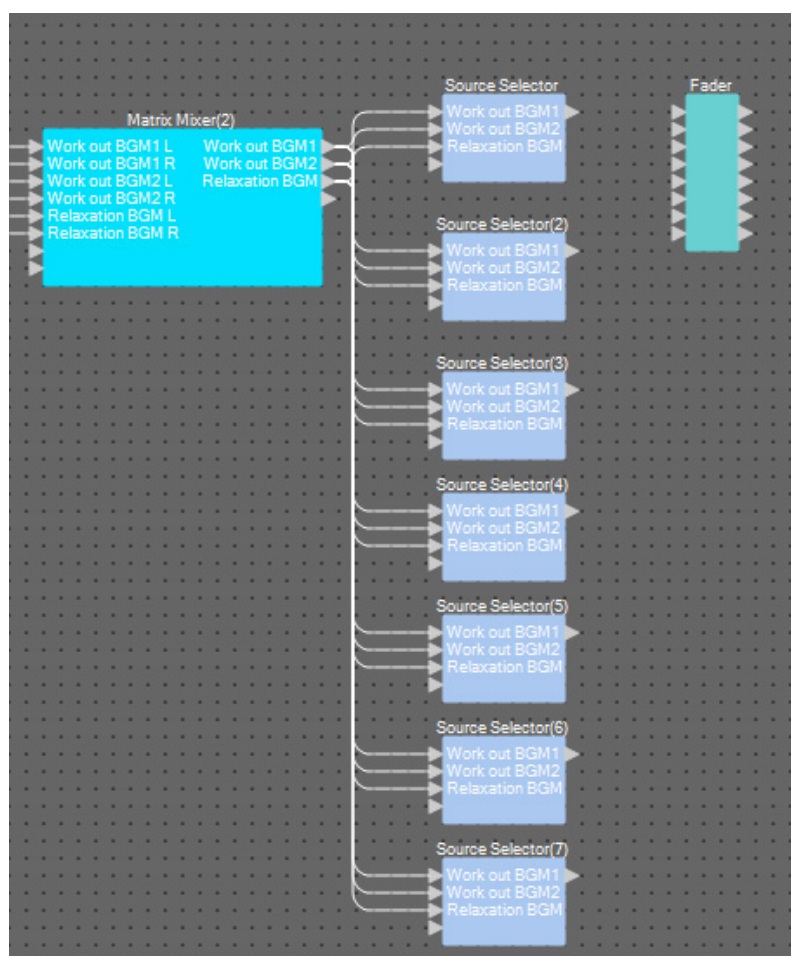 Source Selector
Fader
Work out BGM1
Work out BGM2
Relaxation BGM
Matrix Mixer(2)
Work out BGM1 L Work out BGM1
Work out BGM1 R Work out BGM2
Work out BGM2 L Relaxation BGM
Work out BGM2 R
Relaxation BGM L
Relaxation BGM R
Source Selector(2)
Work out BGM1
Work out BGM2
Relaxation BGM
Source Selector(3)
Work out BGM1
Work out BGM2
Relaxation BGM
Source Selector(4)
Work out BGM1
Work out BGM2
Relaxation BGM
Source Selector(5)
Work out BGM1
Work out BGM2
Relaxation BGM
Source Selector(6)
Work out BGM1
Work out BGM2
Relaxation BGM
Source Selector(7)
Work out BGM1
Work out BGM2
Relaxation BGM